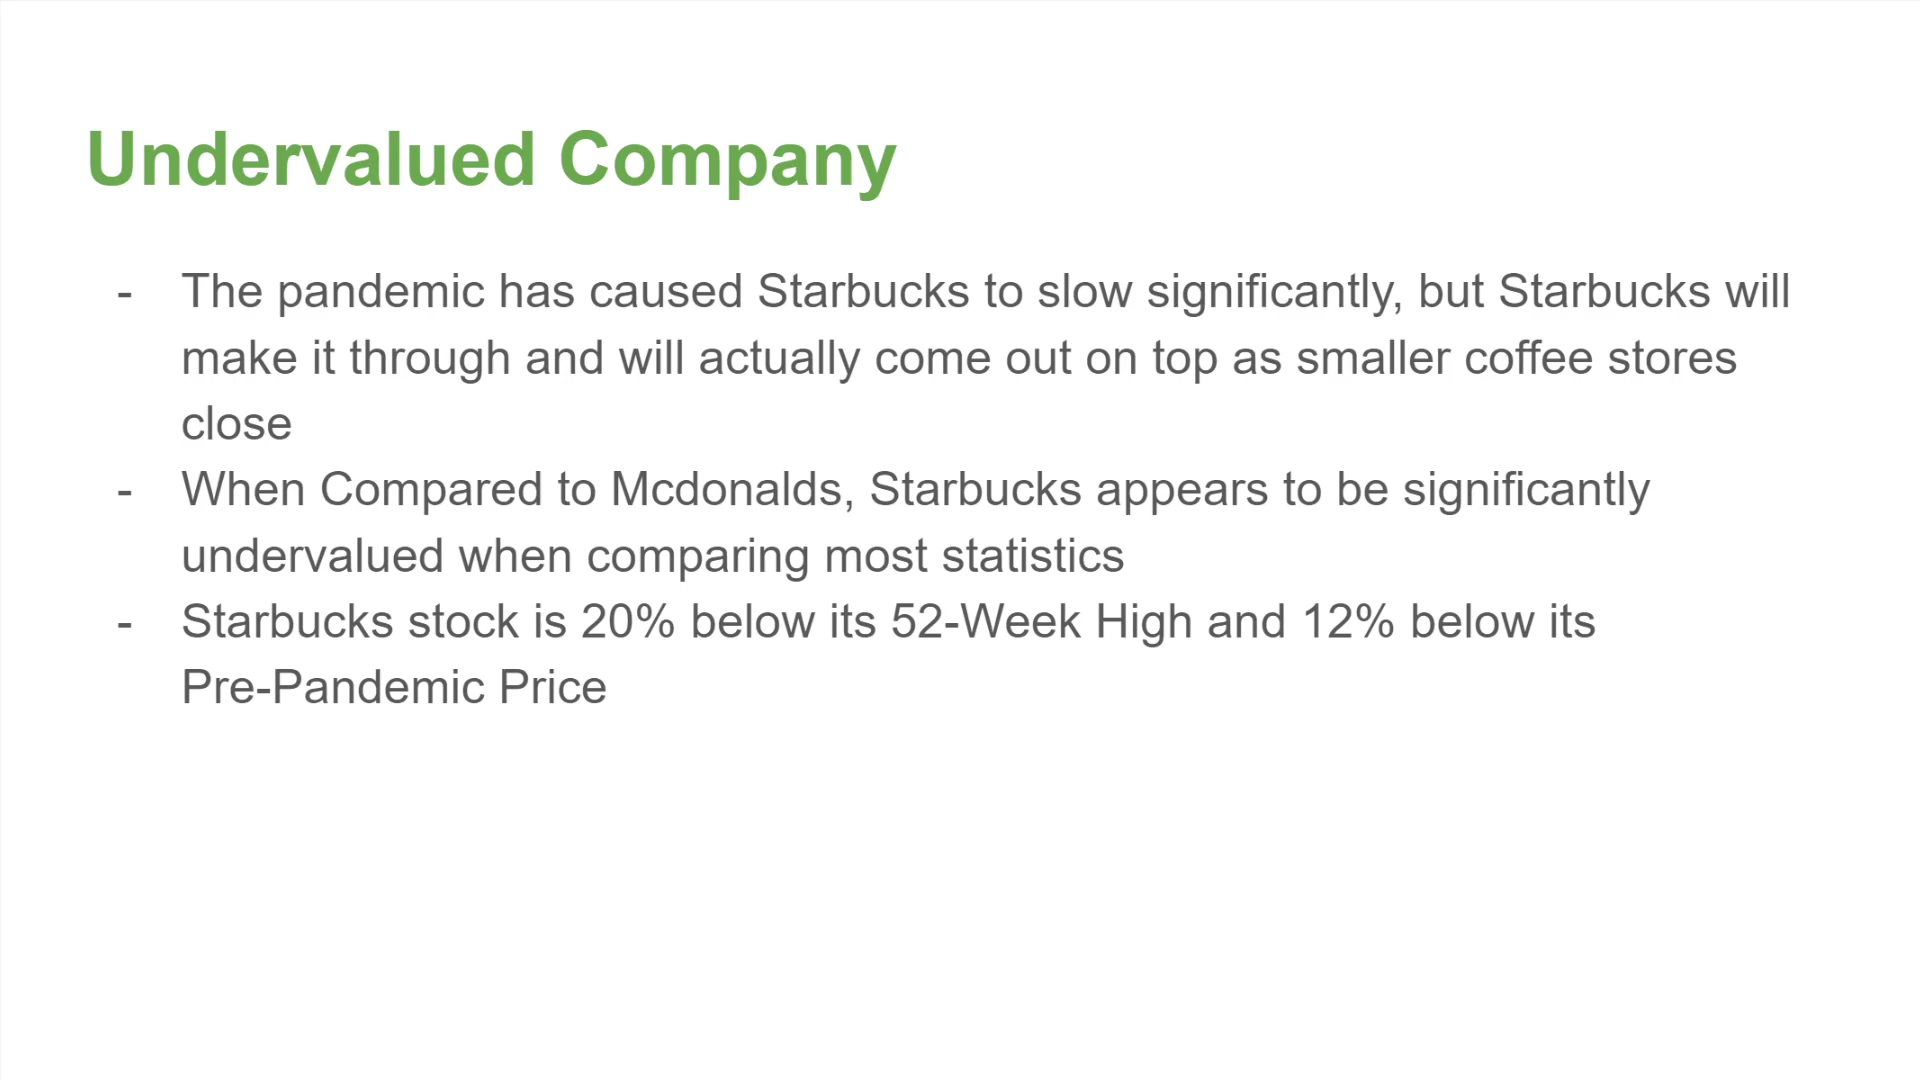 Undervalued Company
- The pandemic has caused Starbucks to slow significantly, but Starbucks will
make it through and will actually come out on top as smaller coffee stores
close
- When Compared to Mcdonalds, Starbucks appears to be significantly
undervalued when comparing most statistics
- Starbucks stock is 20% below its 52-Week High and 12% below its
Pre-Pandemic Price